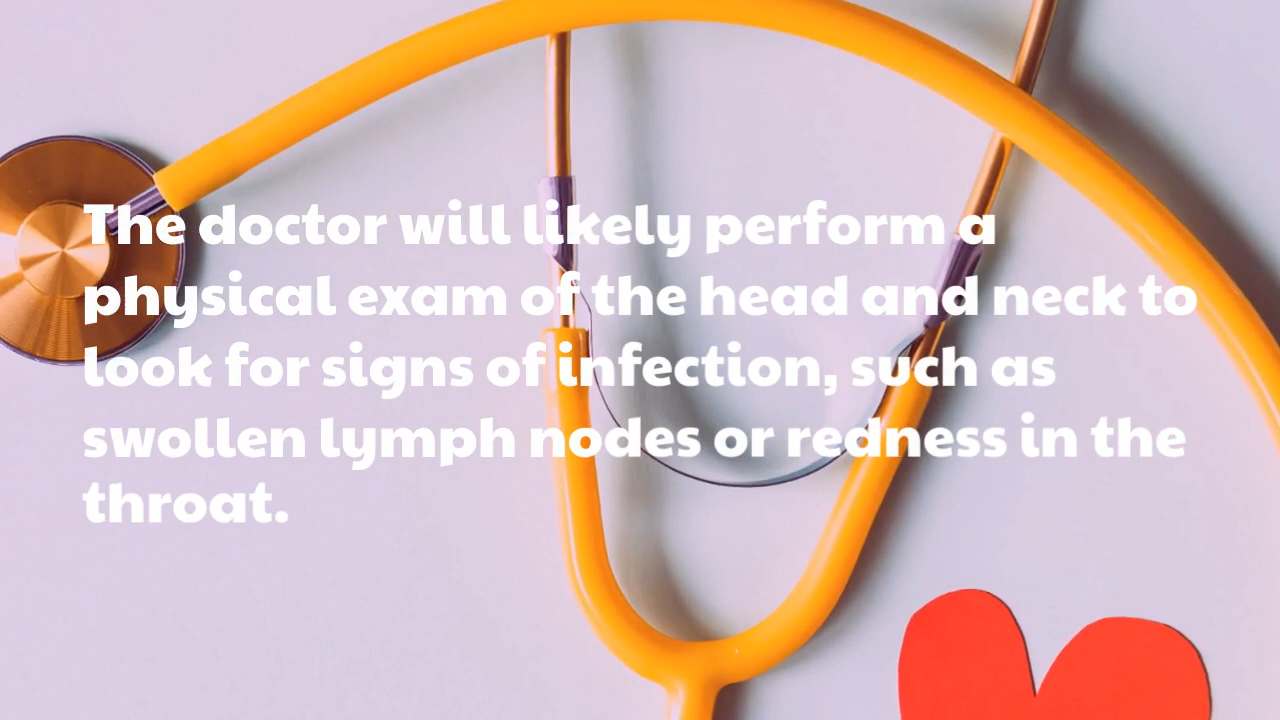 The doctor will likely perform a
physical exam of the head and neck to
look for signs of infection, such as
swollen lymph nodes or redness in the
throat.